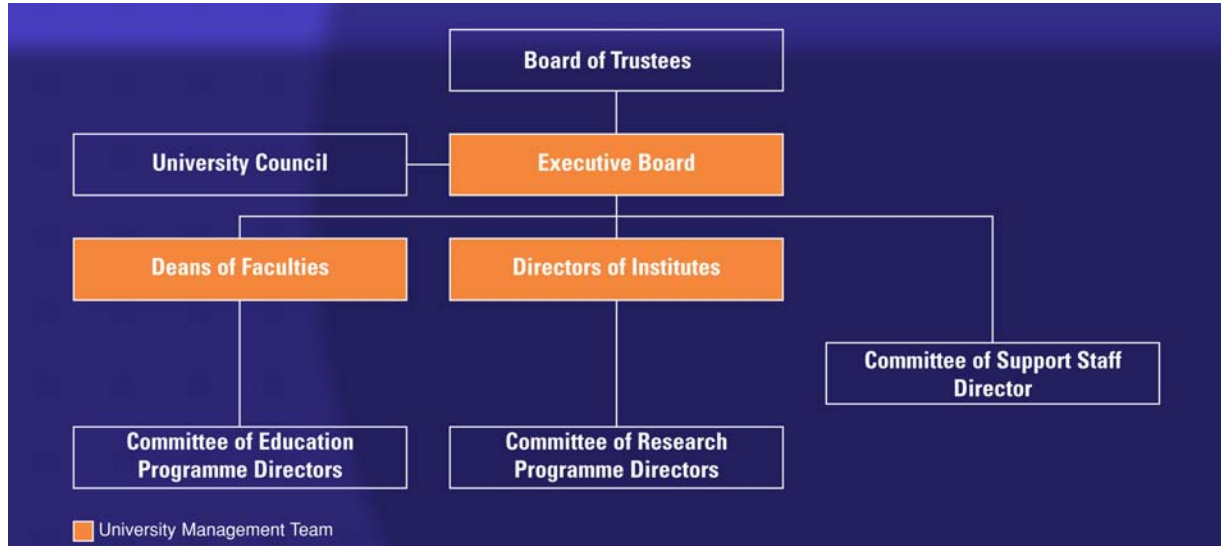 Board of Trustees
University Council
Executive Board
Deans of Faculties
Directors of Institutes
Committee of Support Staff
Director
Committee of Education
Programme Directors
Committee of Research
Programme Directors
University Management Team